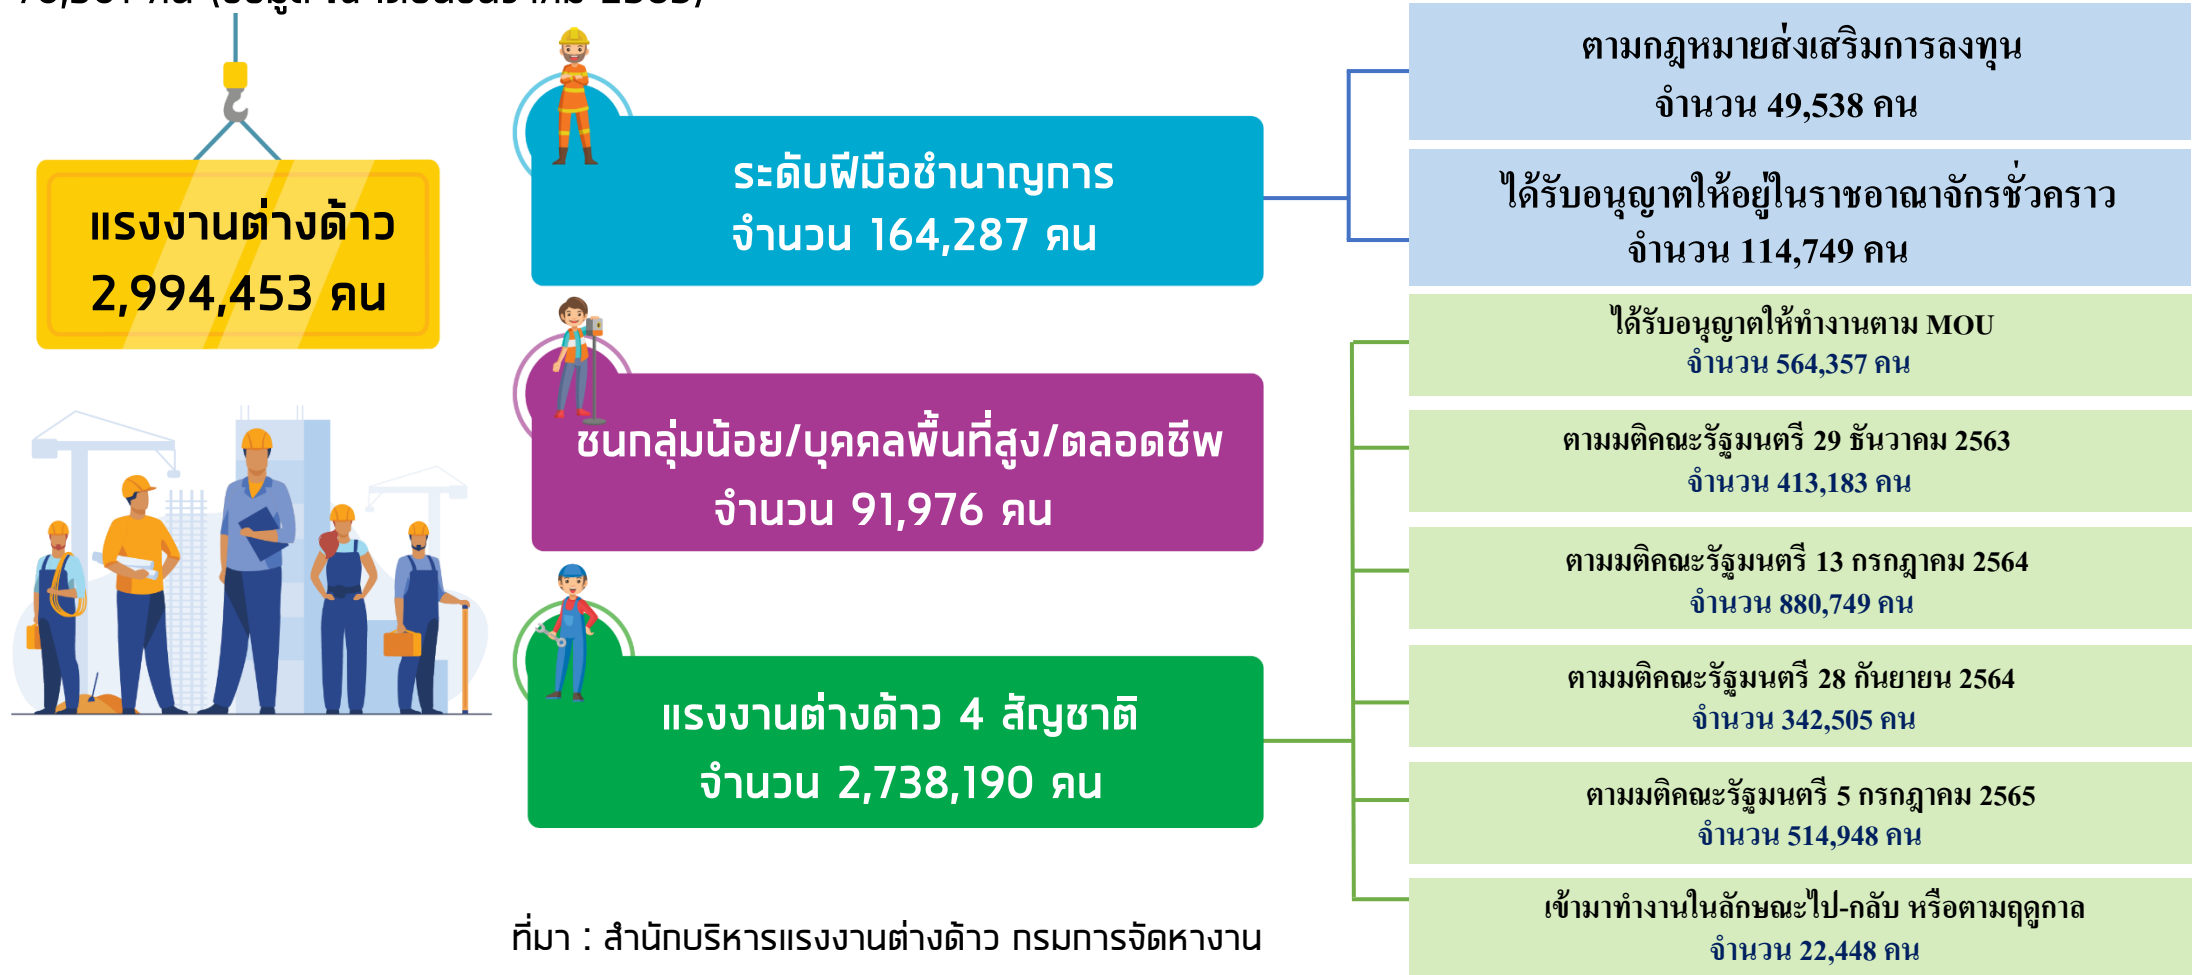 แรงงานต่างด้าว
2,994,453 คน
ระดับฝีมือชำนาญการ
จำนวน 164,287 คน
ตามกฎหมายส่งเสริมการลงทุน
จำนวน 49,538 คน
ได้รับอนุญาตให้อยู่ในราชอาณาจักรชั่วคราว
จำนวน 114,749 คน
ชนกลุ่มน้อย/บุคคลพื้นที่สูง/ตลอดชีพ
จำนวน 91,976 คน
แรงงานต่างด้าว 4 สัญชาติ
จำนวน 2,738,190 คน
ได้รับอนุญาตให้ทำงานตาม MOU
จำนวน 564,357 คน
ตามมติคณะรัฐมนตรี 29 ธันวาคม 2563
จำนวน 413,183 คน
ตามมติคณะรัฐมนตรี 13 กรกฎาคม 2564
จำนวน 880,749 คน
ตามมติคณะรัฐมนตรี 28 กันยายน 2564
จำนวน 342,505 คน
ตามมติคณะรัฐมนตรี 5 กรกฎาคม 2565
จำนวน 514,948 คน
เข้ามาทำงานในลักษณะไป-กลับ หรือตามฤดูกาล
จำนวน 22,448 คน
ที่มา : สำนักบริหารแรงงานต่างด้าว กรมการจัดหางาน